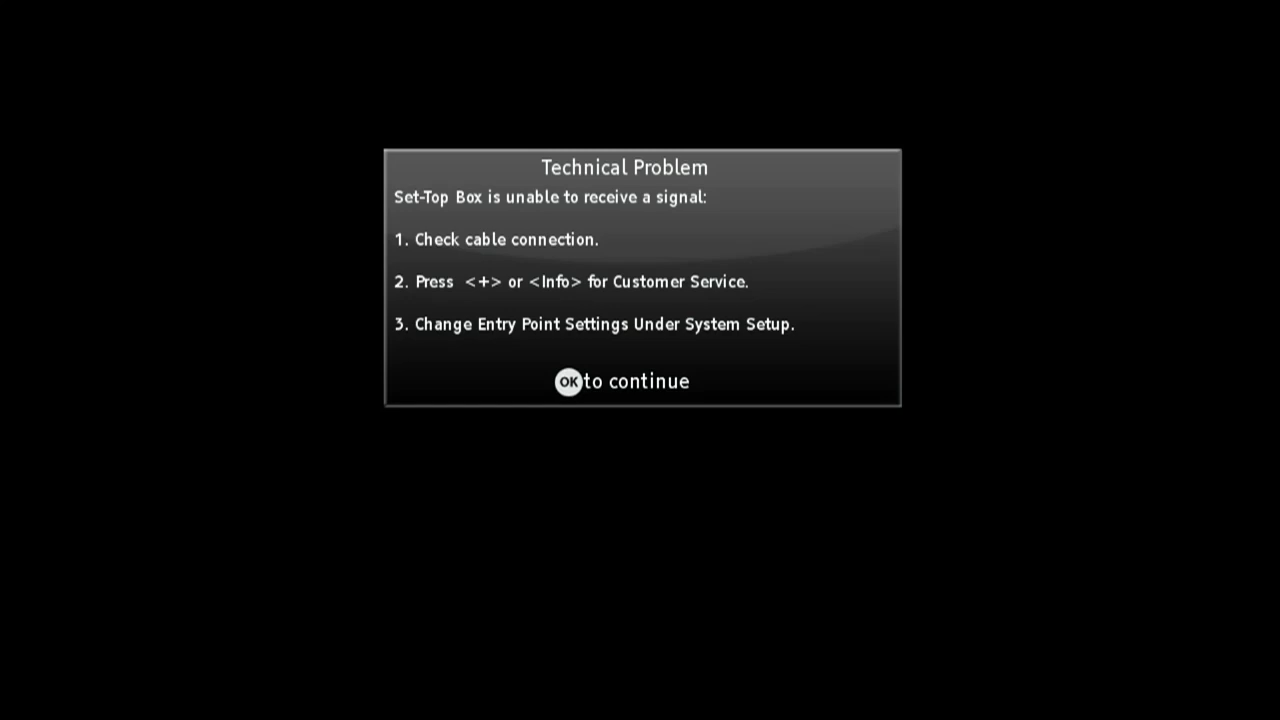 Technical Problem
Set-Top Box is unable to receive a signal:
1. Check cable connection.
2. Press <+> or <Info> for Customer Service.
3. Change Entry Point Settings Under System Setup.
OK to continue